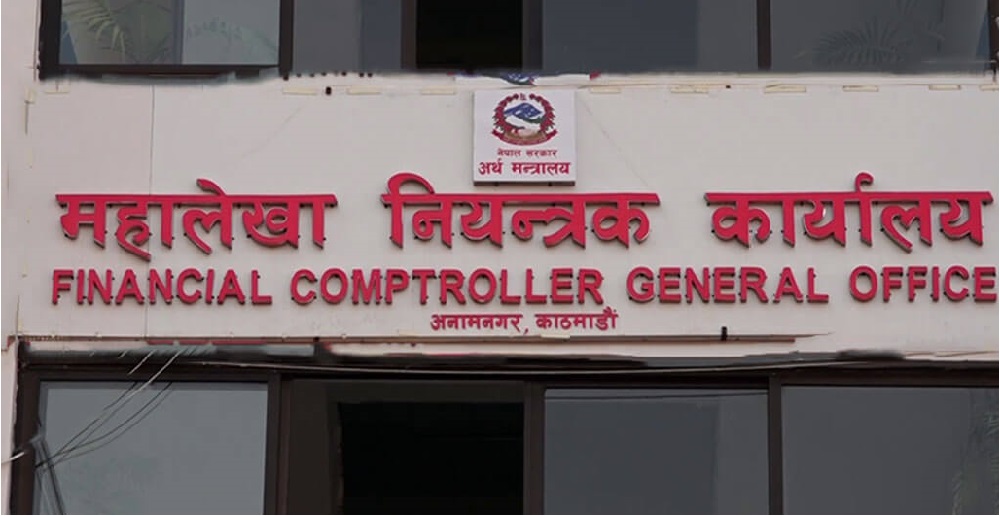 नेपाल सरकार
अर्थ मन्त्रालय
महालेखा नियन्त्रक कार्यालय
FINANCIAL COMPTROLLER GENERAL OFFICE
अनामनगर, काठमाडौं